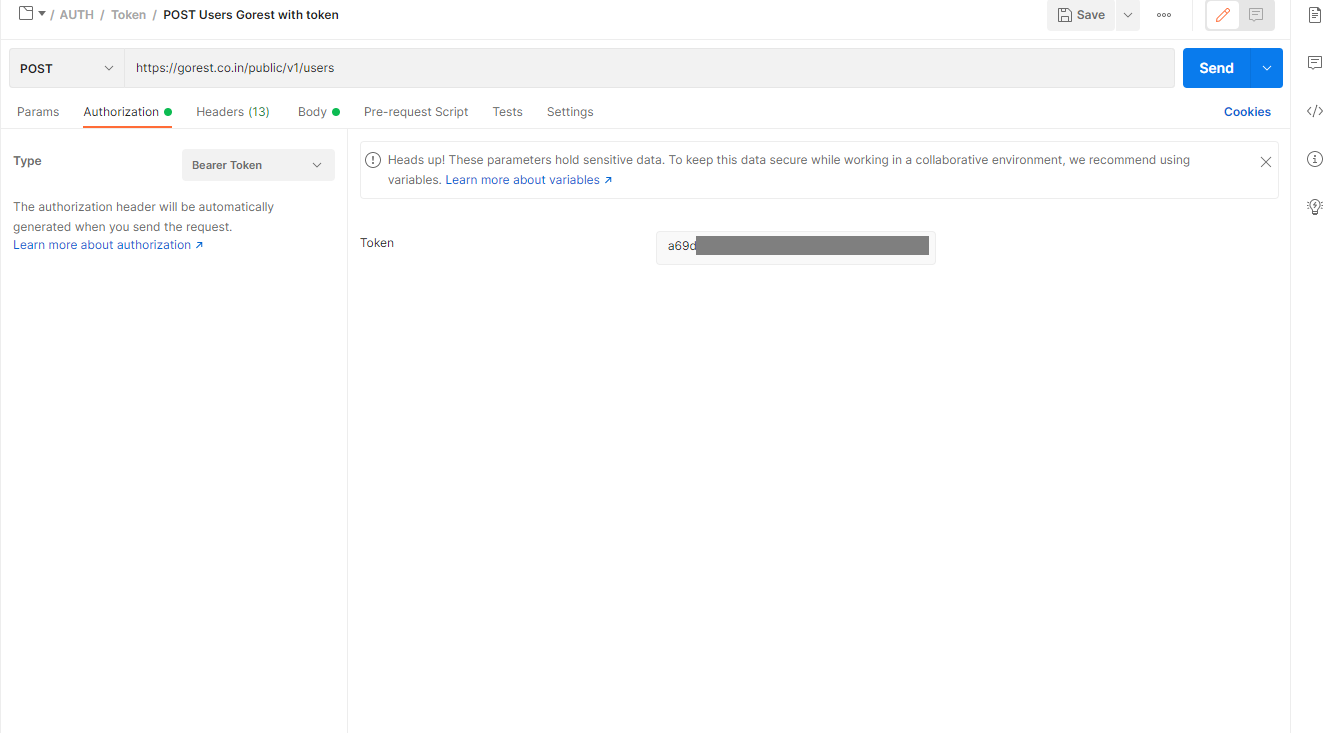 / AUTH / Token / POST Users Gorest with token
Save
POST
https://gorest.co.in/public/v1/users
Send
Params Authorization Headers (13) Body Pre-request Script Tests Settings Cookies
Type
Bearer Token
The authorization header will be automatically
generated when you send the request.
Learn more about authorization ↗
Heads up! These parameters hold sensitive data. To keep this data secure while working in a collaborative environment, we recommend using
variables. Learn more about variables ↗
Token
a69d